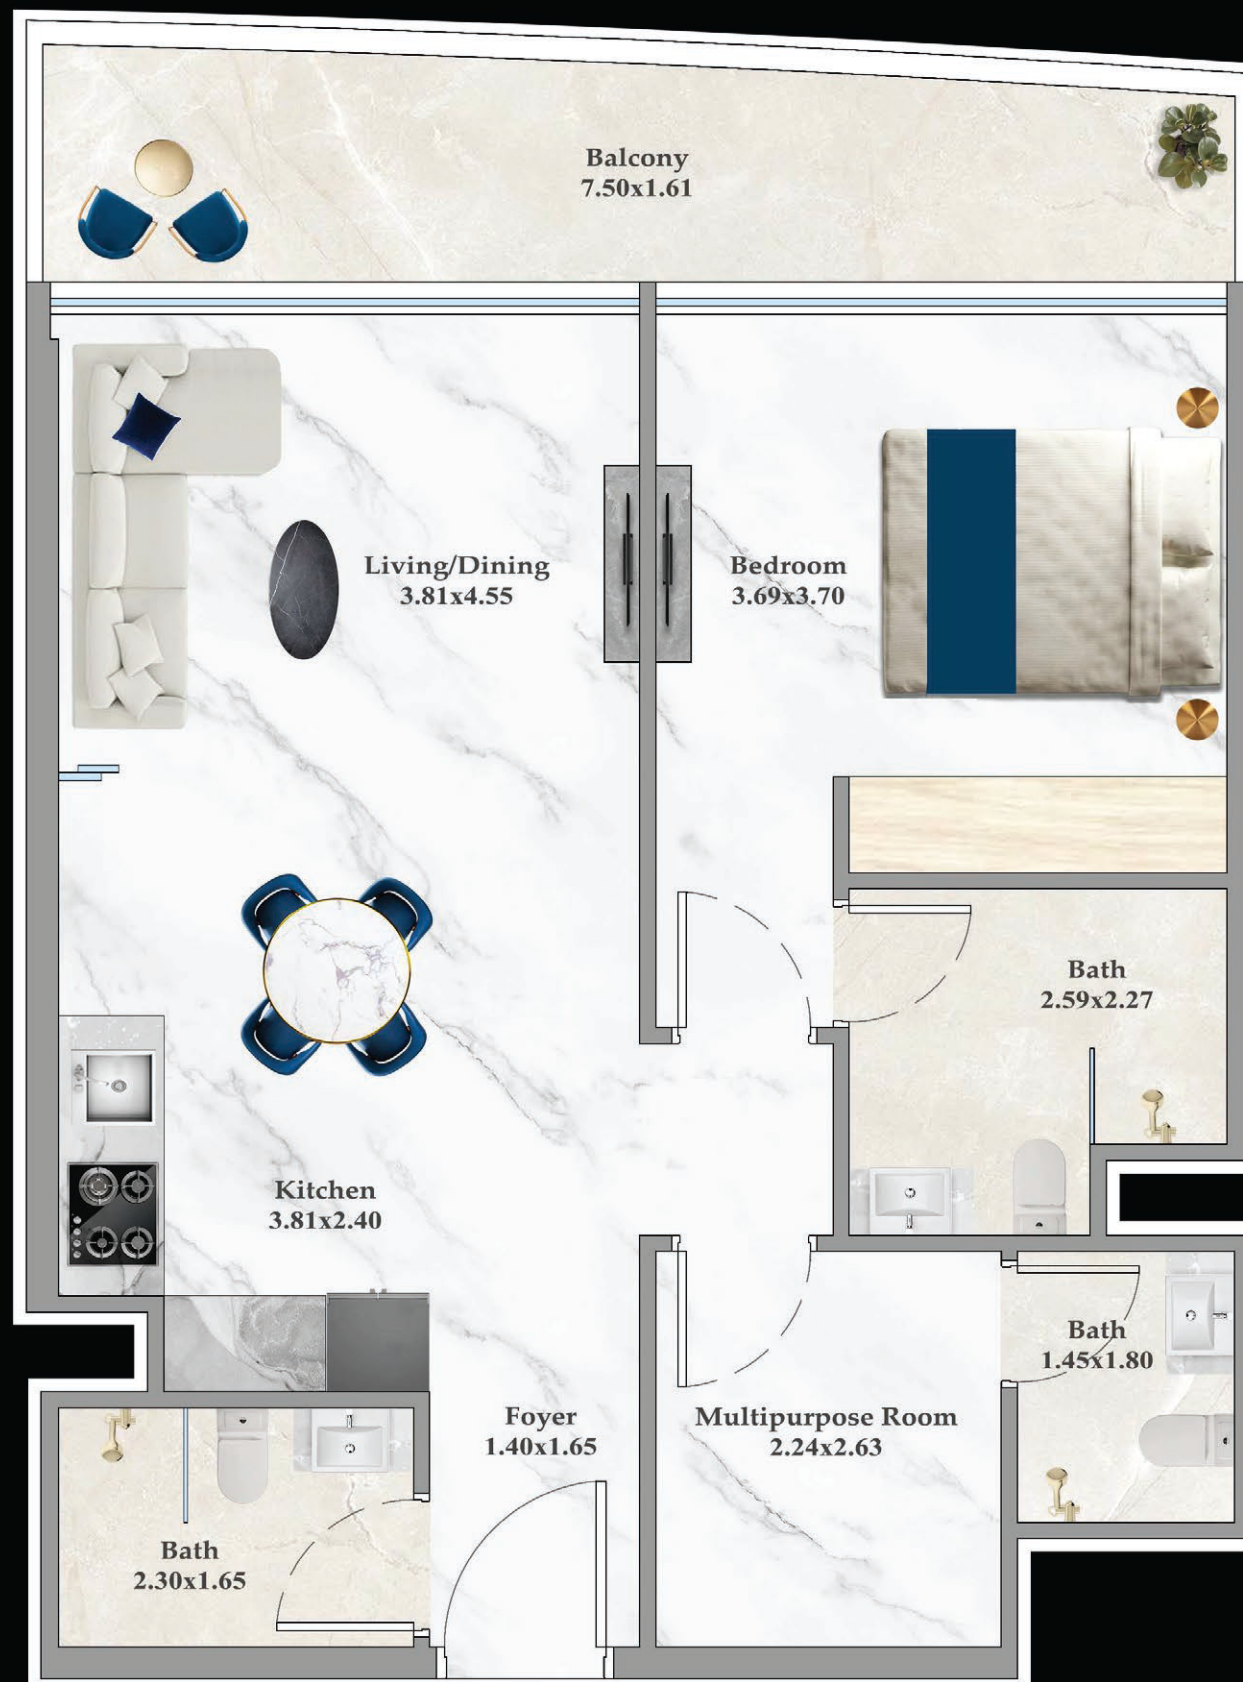 Balcony
7.50x1.61
Living/Dining
3.81x4.55
Bedroom
3.69x3.70
Bath
2.59x2.27
Kitchen
3.81x2.40
Bath
1.45x1.80
Foyer
1.40x1.65
Multipurpose Room
2.24x2.63
Bath
2.30x1.65